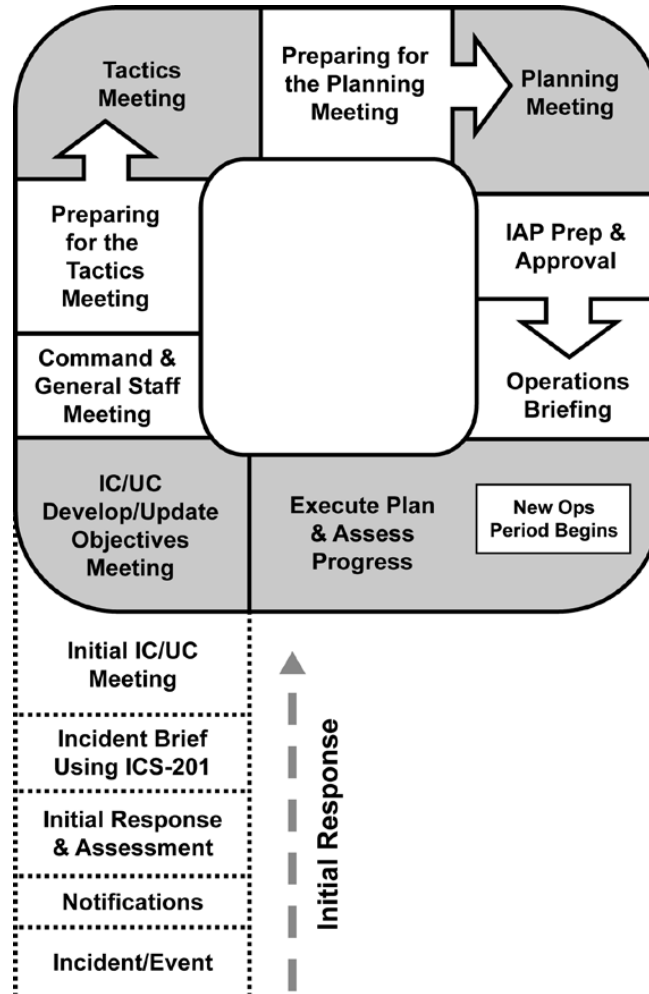 Tactics
Meeting
Preparing for
the Planning
Meeting
Planning
Meeting
Preparing
for the
Tactics
Meeting
IAP Prep &
Approval
Command &
General Staff
Meeting
Operations
Briefing
IC/UC
Develop/Update
Objectives
Meeting
Execute Plan
& Assess
Progress
New Ops
Period Begins
Initial IC/UC
Meeting
Incident Brief
Using ICS-201
Initial Response
& Assessment
Notifications
Incident/Event
Initial Response